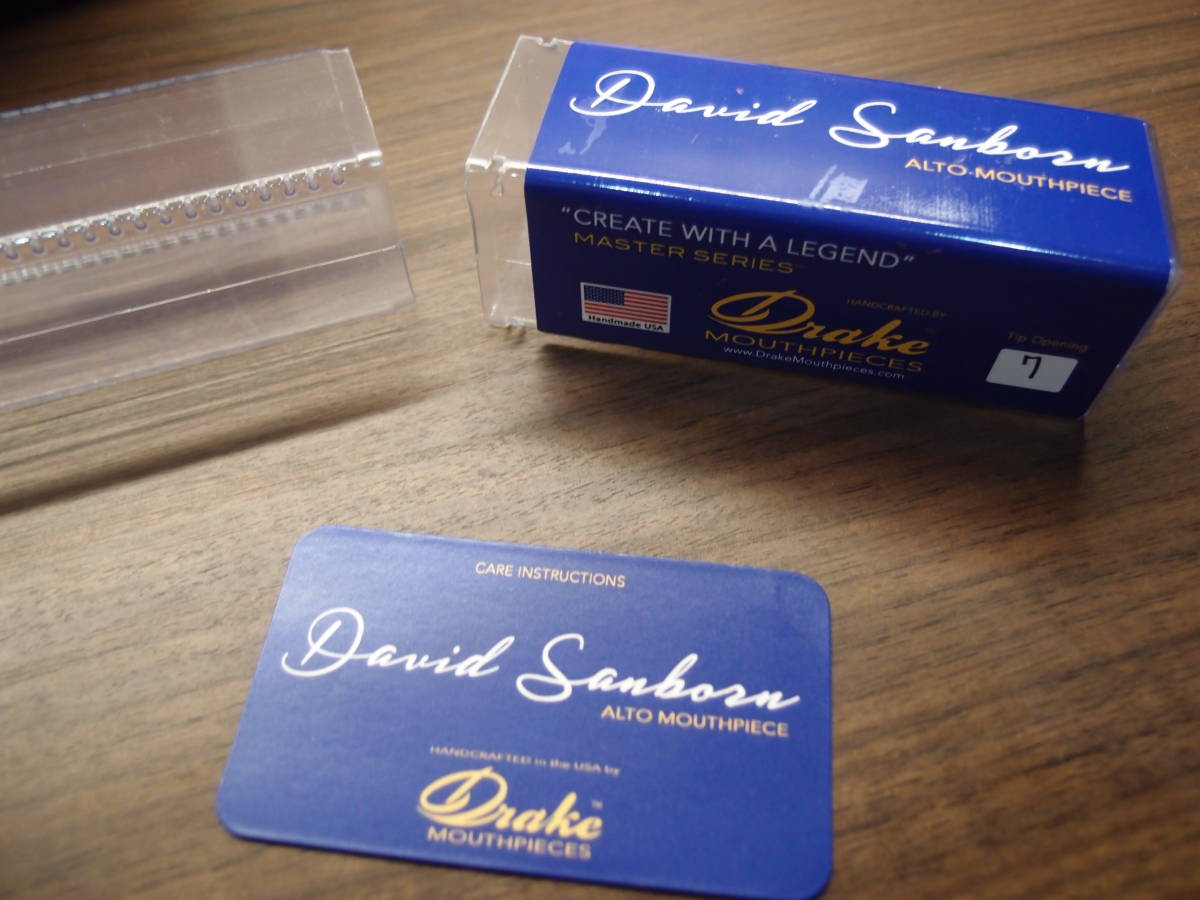 David Sanborn
ALTO MOUTHPIECE
"CREATE WITH A LEGEND"
MASTER SERIES
Handmade USA
HANDCRAFTED BY
Drake
MOUTHPIECES
www.DrakeMouthpieces.com
Tip Opening
7
CARE INSTRUCTIONS
David Sanborn
ALTO MOUTHPIECE
HANDCRAFTED in the USA by
Drake™
MOUTHPIECES